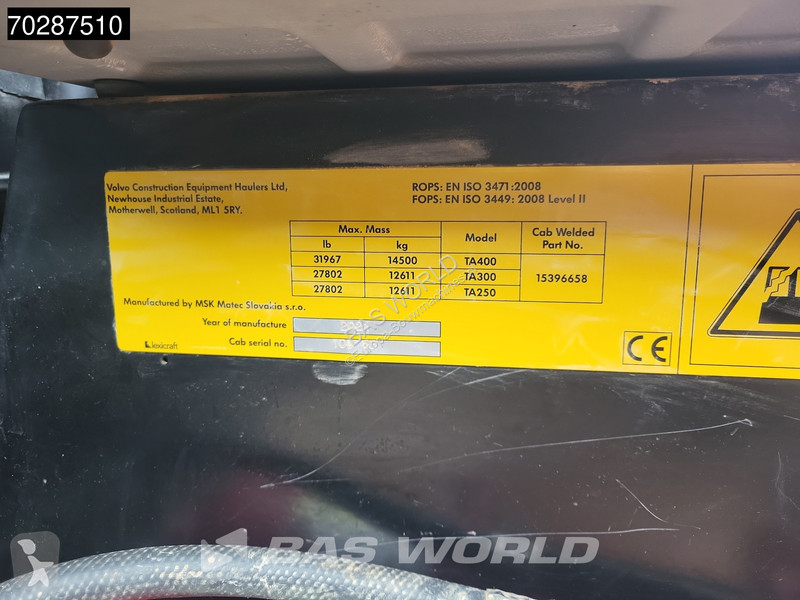 70287510
Volvo Construction Equipment Haulers Ltd,
Newhouse Industrial Estate,
Motherwell, Scotland, ML1 5RY.
ROPS: EN ISO 3471:2008
FOPS: EN ISO 3449: 2008 Level II
Max. Mass Model Cab Welded Part No.
lb kg
31967 14500 TA400 15396658
27802 12611 TA300
27802 12611 TA250
Manufactured by MSK Matec Slovakia s.r.o.
Year of manufacture
Cab serial no.
lexicraft
CE
BAS WORLD
BAS WORLD